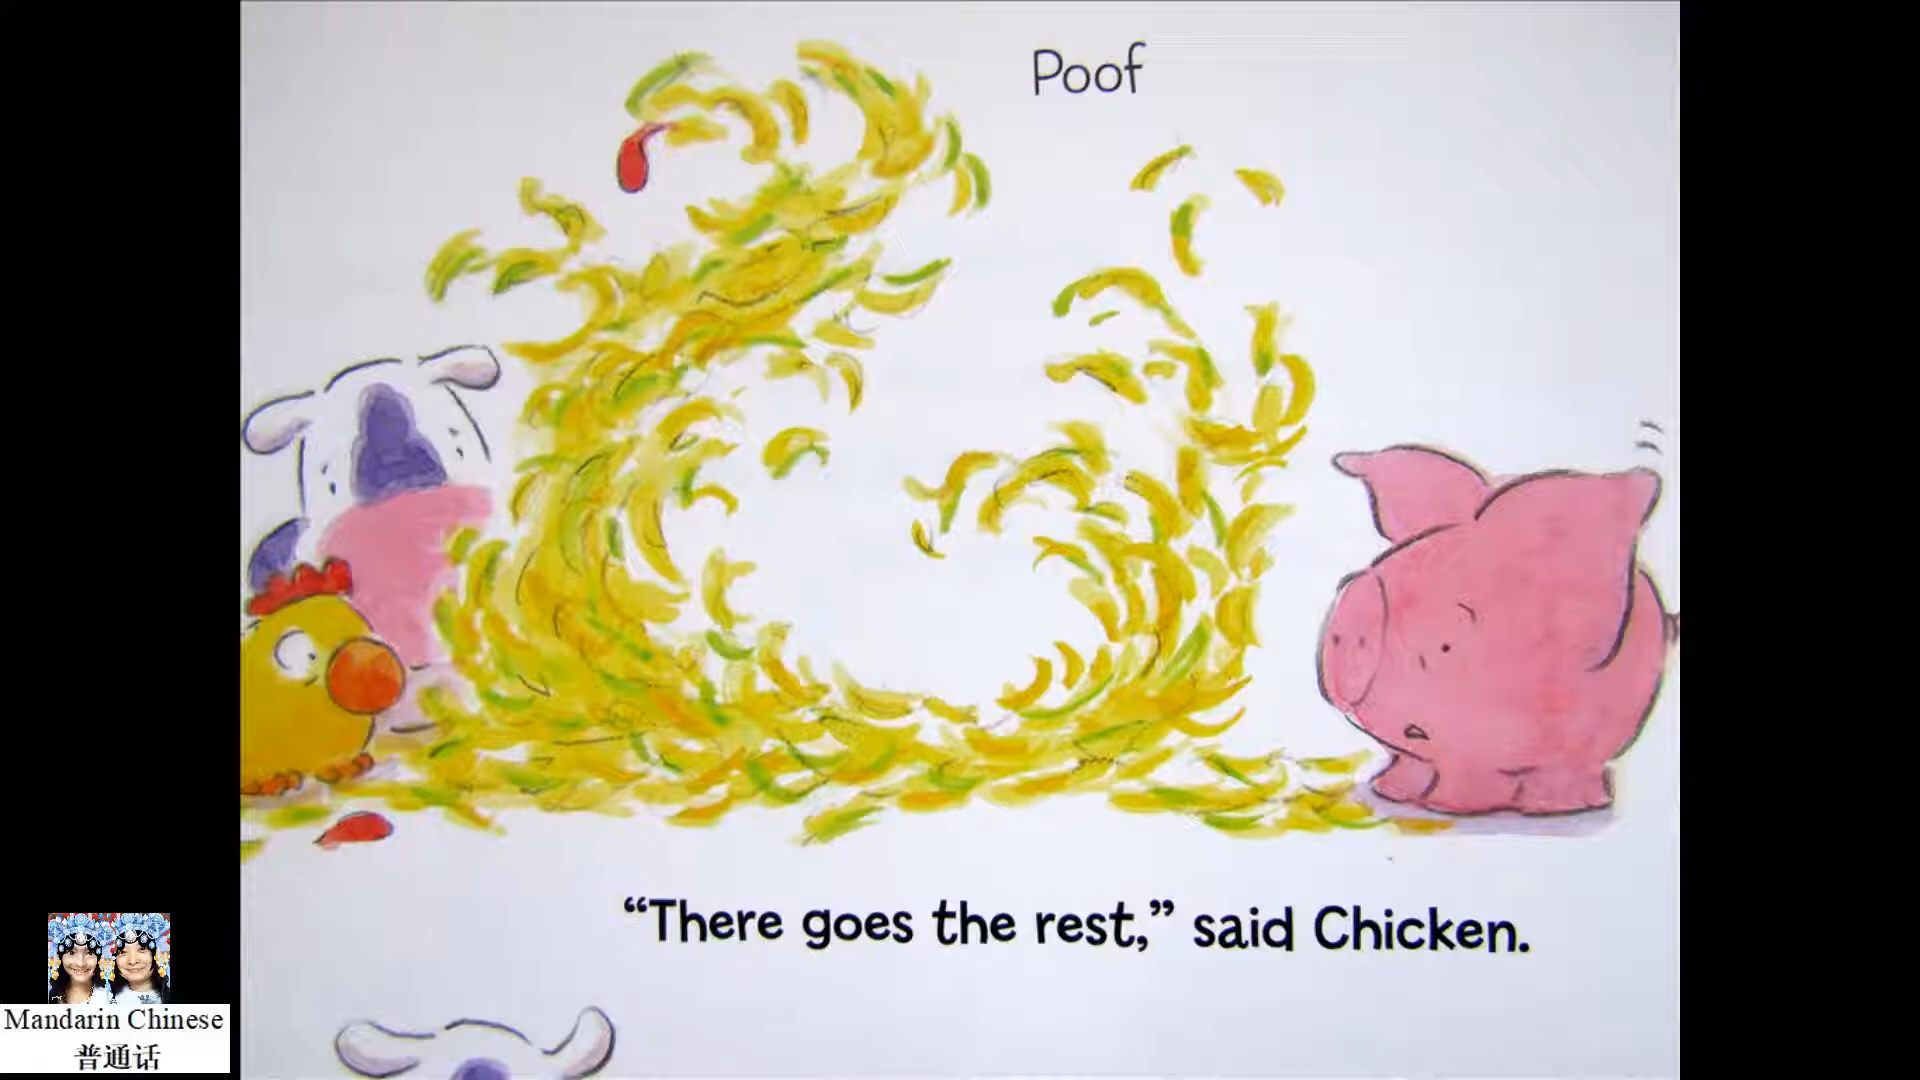 Poof
“There goes the rest,” said Chicken.
Mandarin Chinese
普通话